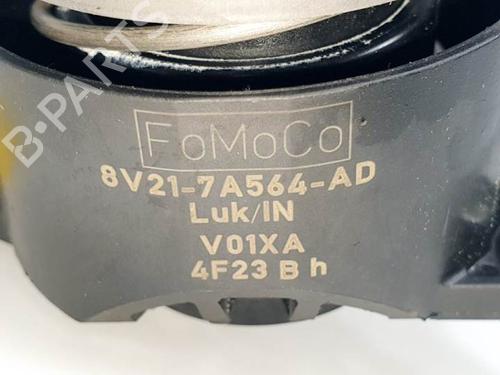 B-PARTS
FoMoCo
8V21-7A564-AD
Luk/IN
V01XA
4F23 B h